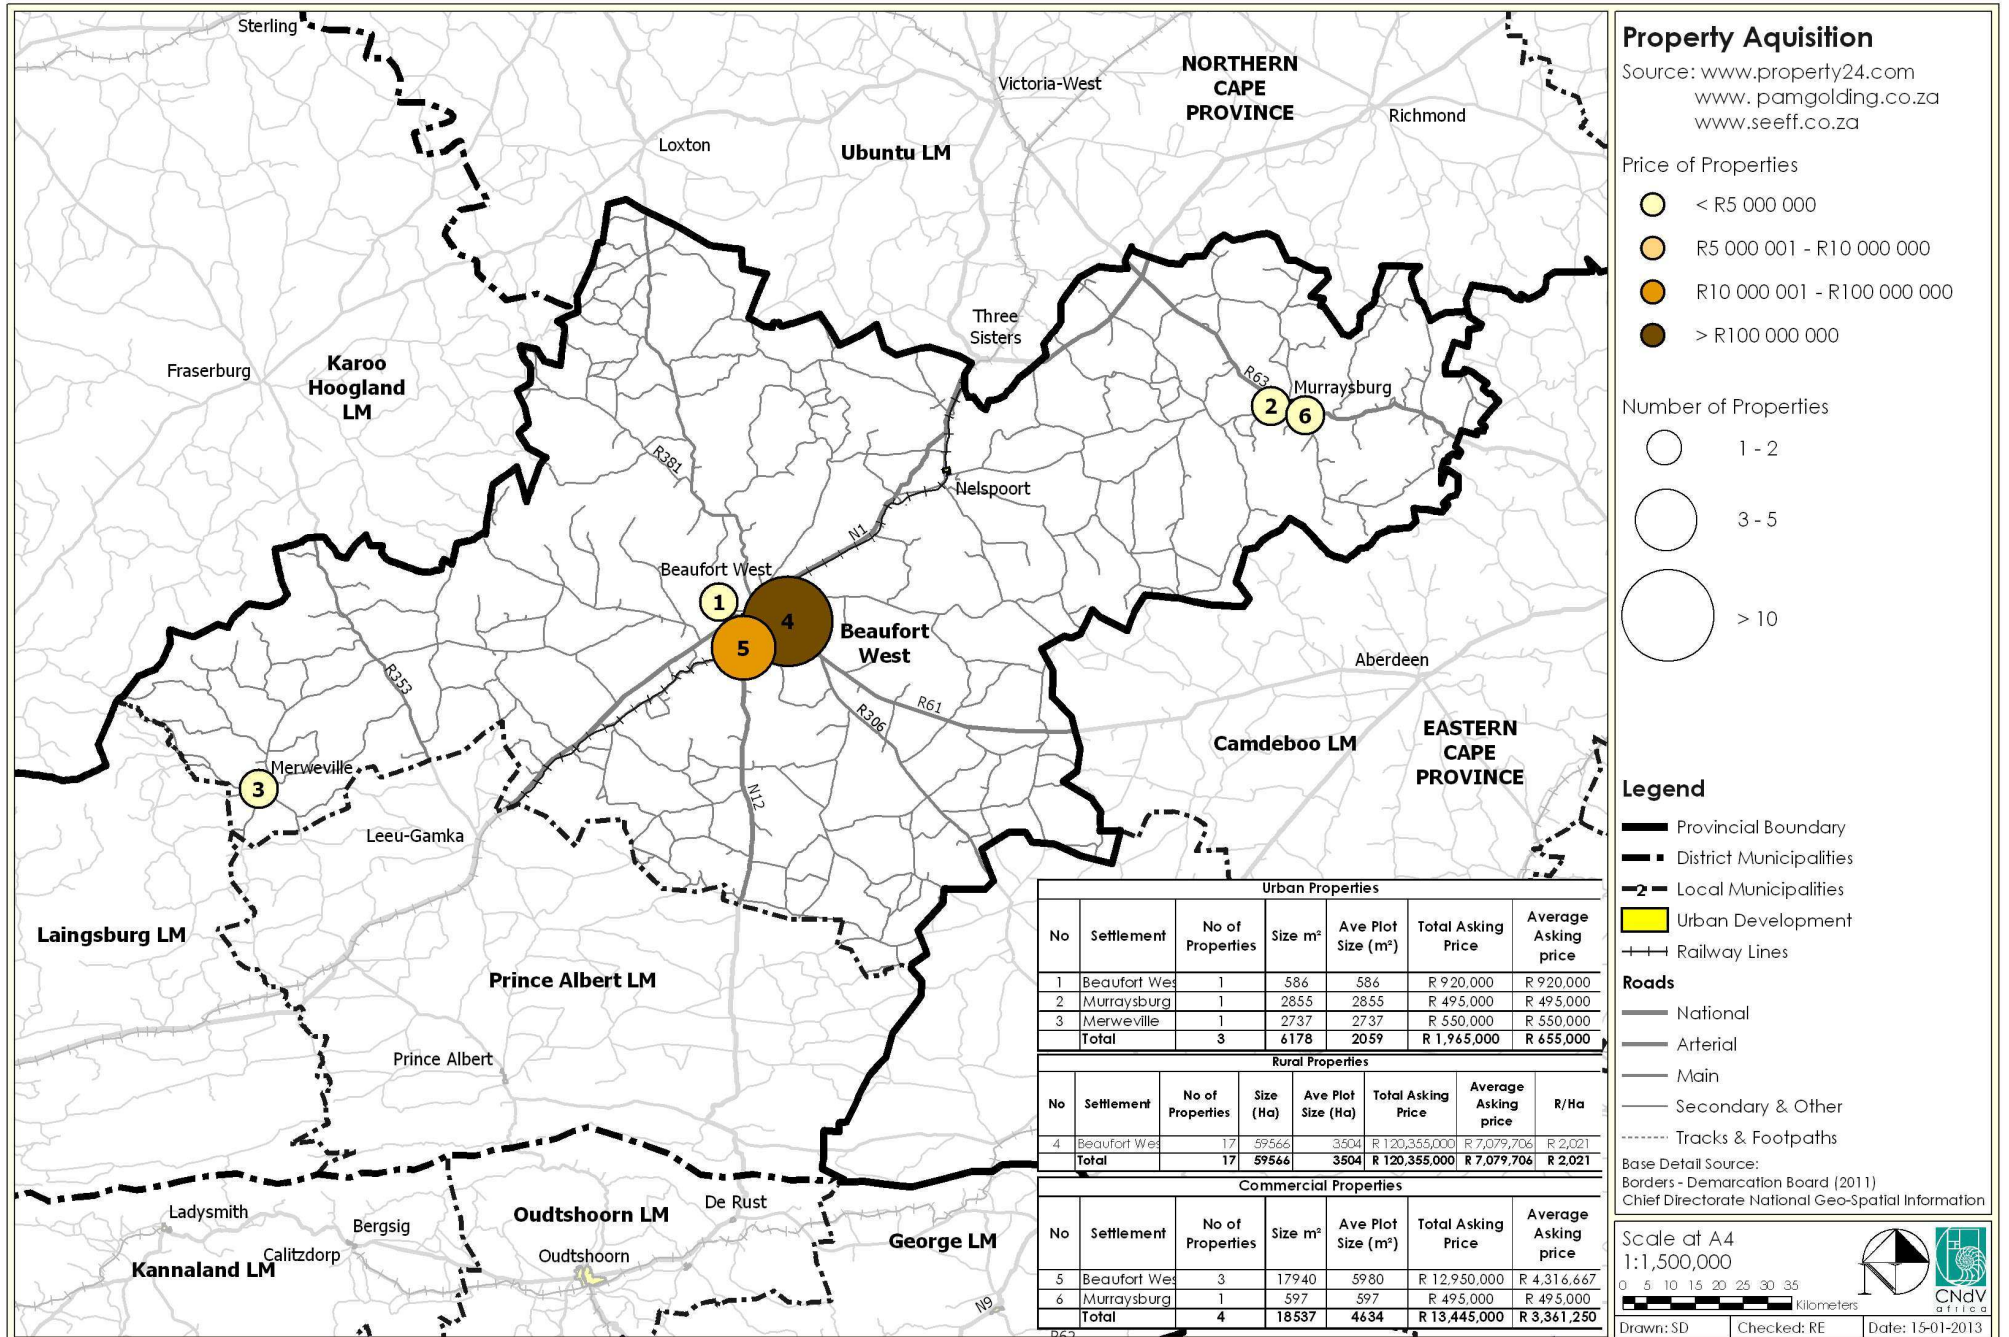 Sterling
Victoria-West
NORTHERN
CAPE
PROVINCE
Richmond
Loxton
Ubuntu LM
Three
Sisters
Fraserburg
Karoo
Hoogland
LM
R63
Murraysburg
2
6
R381
Nelspoort
N1
Beaufort West
1
4
5
Beaufort
West
R353
R61
R306
Aberdeen
Camdeboo LM
EASTERN
CAPE
PROVINCE
Merweville
3
N12
Leeu-Gamka
Laingsburg LM
Prince Albert LM
Prince Albert
Ladysmith
Bergsig
Calitzdorp
Kannaland LM
Oudtshoorn LM
De Rust
Oudtshoorn
George LM
N9
R62
Urban Properties
No Settlement No of Properties Size m² Ave Plot Size (m²) Total Asking Price Average Asking price
1 Beaufort Wes 1 586 586 R 920,000 R 920,000
2 Murraysburg 1 2855 2855 R 495,000 R 495,000
3 Merweville 1 2737 2737 R 550,000 R 550,000
Total 3 6178 2059 R 1,965,000 R 655,000
Rural Properties
No Settlement No of Properties Size (Ha) Ave Plot Size (Ha) Total Asking Price Average Asking price R/Ha
4 Beaufort Wes 17 59566 3504 R 120,355,000 R 7,079,706 R 2,021
Total 17 59566 3504 R 120,355,000 R 7,079,706 R 2,021
Commercial Properties
No Settlement No of Properties Size m² Ave Plot Size (m²) Total Asking Price Average Asking price
5 Beaufort Wes 3 17940 5980 R 12,950,000 R 4,316,667
6 Murraysburg 1 597 597 R 495,000 R 495,000
Total 4 18537 4634 R 13,445,000 R 3,361,250
Property Aquisition
Source: www.property24.com
www. pamgolding.co.za
www.seeff.co.za
Price of Properties
< R5 000 000
R5 000 001 - R10 000 000
R10 000 001 - R100 000 000
> R100 000 000
Number of Properties
1 - 2
3 - 5
> 10
Legend
Provincial Boundary
District Municipalities
2 Local Municipalities
Urban Development
Railway Lines
Roads
National
Arterial
Main
Secondary & Other
Tracks & Footpaths
Base Detail Source:
Borders - Demarcation Board (2011)
Chief Directorate National Geo-Spatial Information
Scale at A4
1:1,500,000
0 5 10 15 20 25 30 35
Kilometers
N
CNdV
africa
Drawn: SD Checked: RE Date: 15-01-2013